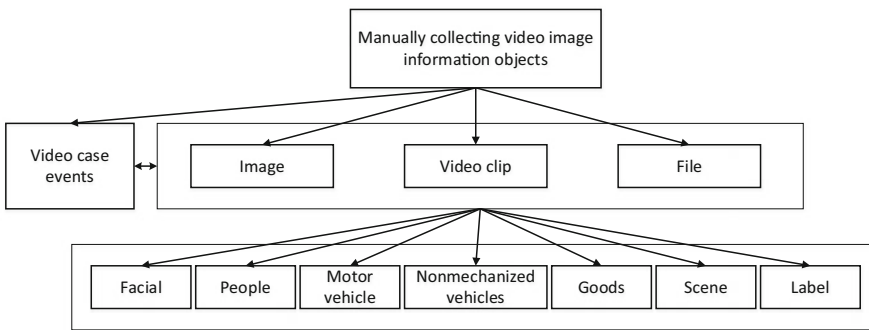 Manually collecting video image
information objects
Video case
events
Image
Video clip
File
Facial
People
Motor
vehicle
Nonmechanized
vehicles
Goods
Scene
Label